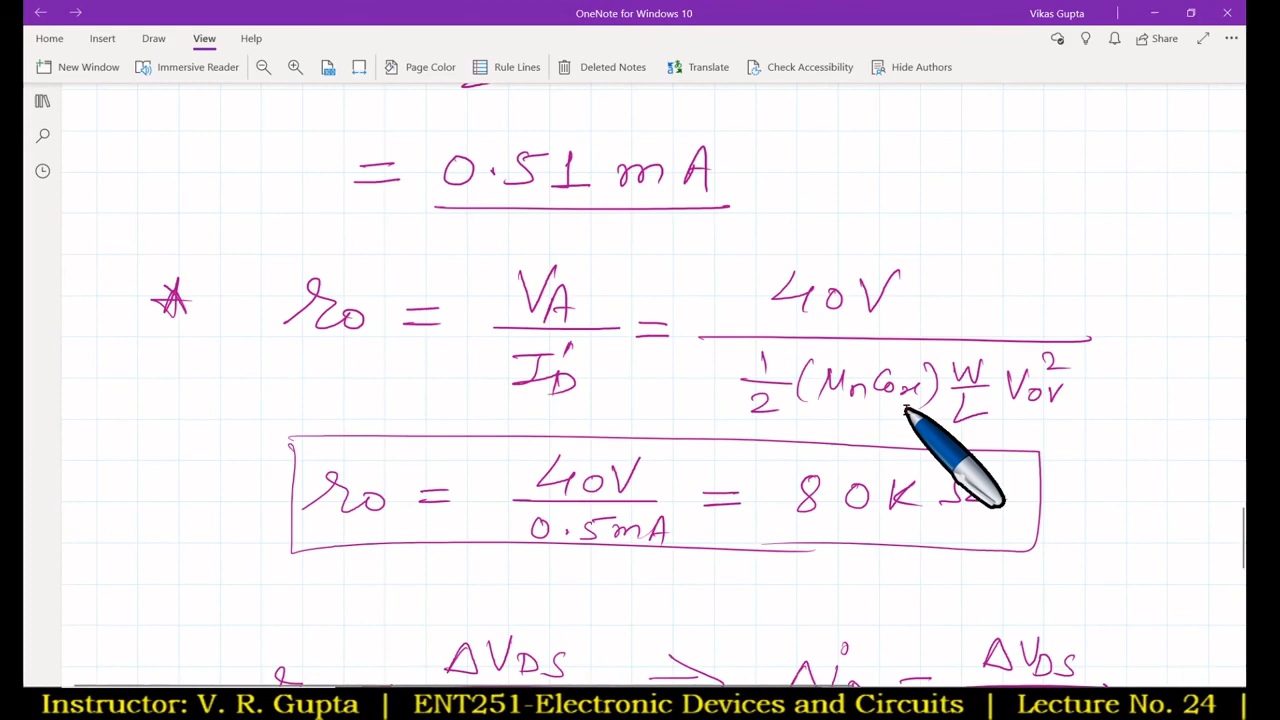 OneNote for Windows 10
Vikas Gupta
Home Insert Draw View Help
Share
New Window Immersive Reader Page Color Rule Lines Deleted Notes Translate Check Accessibility Hide Authors
= 0.51 mA
ro = VA / ID' = 40V / 1/2 (μnCox) W/L Vov²
ro = 40V / 0.5mA = 80K Ω
ΔVDS ΔVDS
Instructor: V. R. Gupta | ENT251-Electronic Devices and Circuits | Lecture No. 24